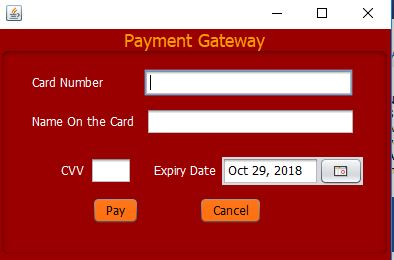 Payment Gateway
Card Number
Name On the Card
CVV Expiry Date Oct 29, 2018
Pay Cancel